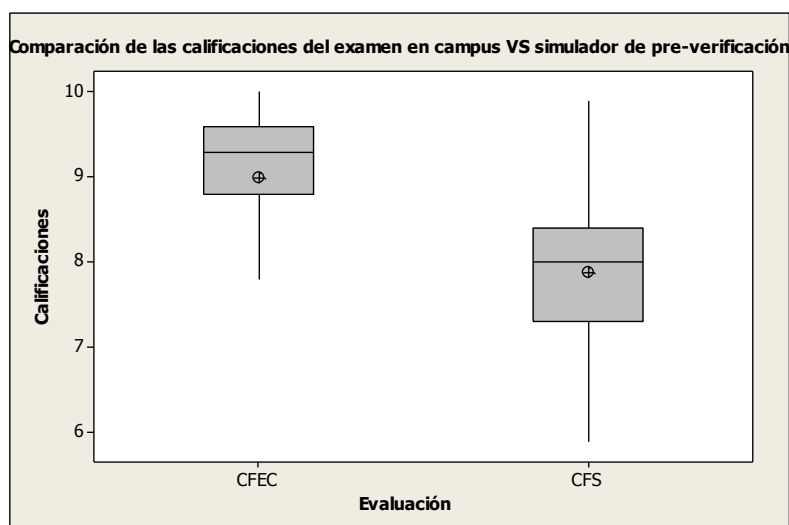 Comparación de las calificaciones del examen en campus VS simulador de pre-verificación
10
9
8
7
6
Calificaciones
CFEC
CFS
Evaluación